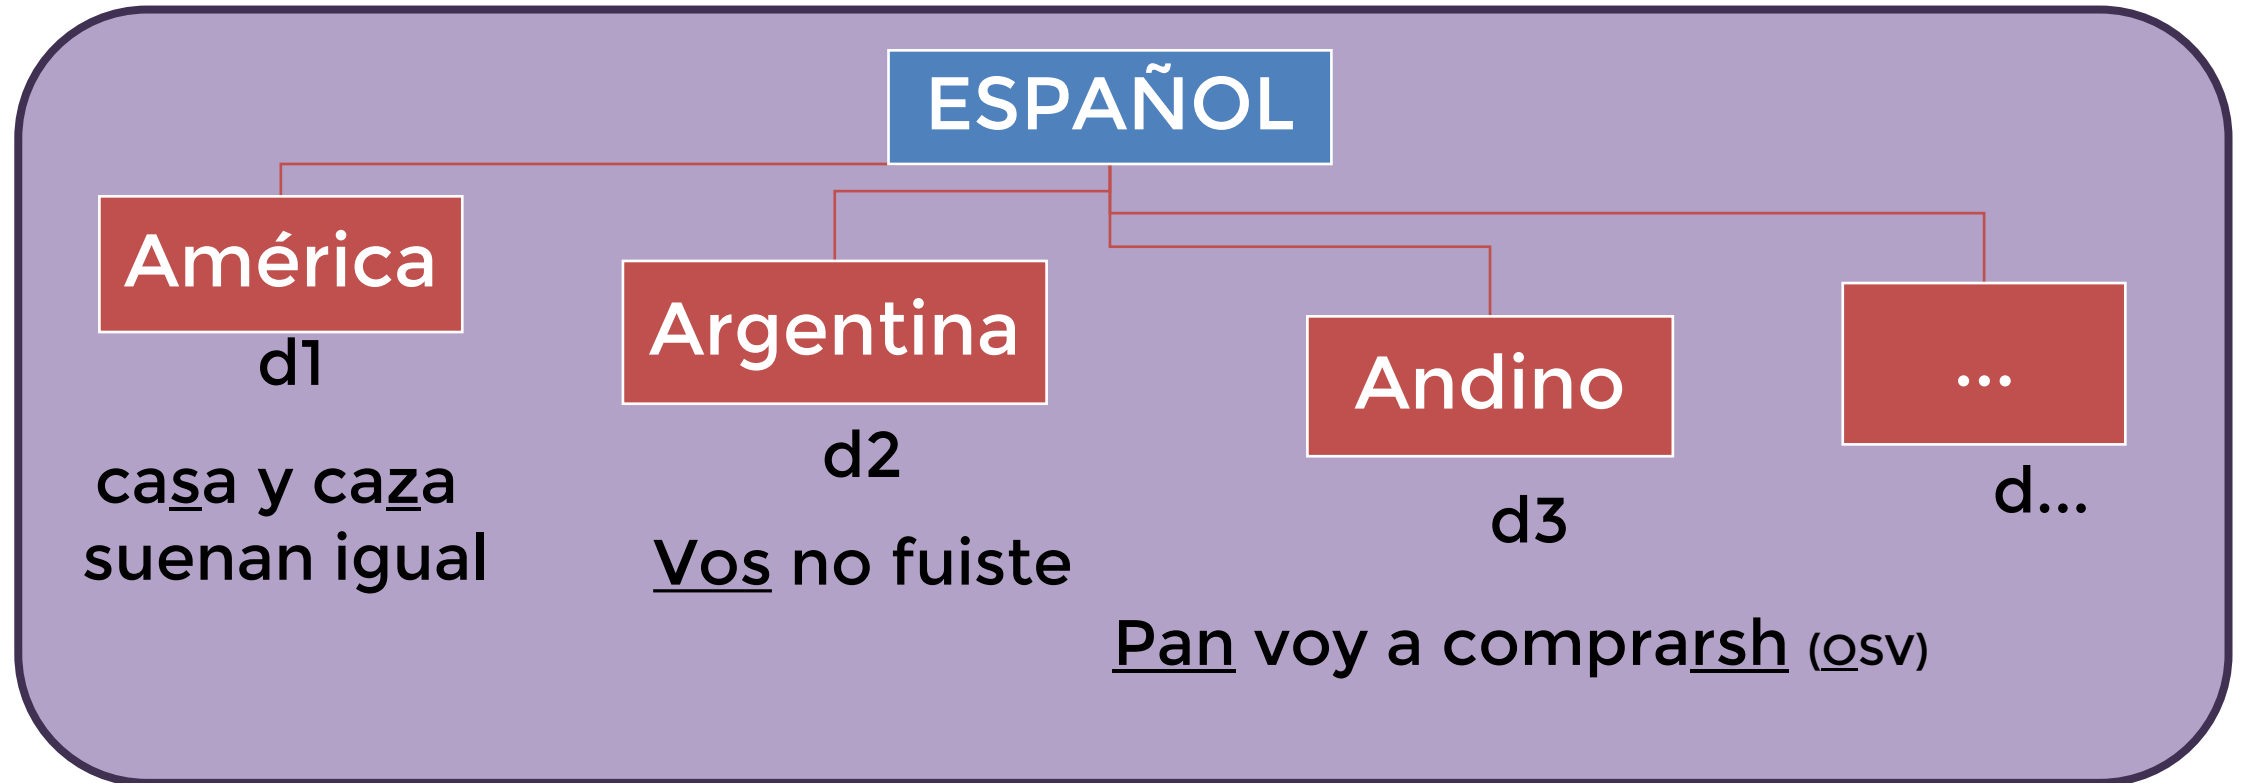 ESPAÑOL
América
d1
casa y caza
suenan igual
Argentina
d2
Vos no fuiste
Andino
d3
Pan voy a comprarsh (OSV)
...
d...